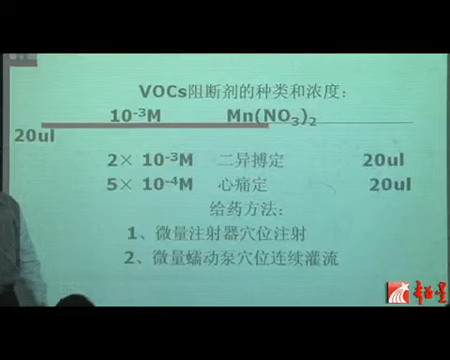 VOCs阻断剂的种类和浓度：
10-3M Mn(NO3)2
20ul
2× 10-3M 二异搏定 20ul
5× 10-4M 心痛定 20ul
给药方法：
1、微量注射器穴位注射
2、微量蠕动泵穴位连续灌流